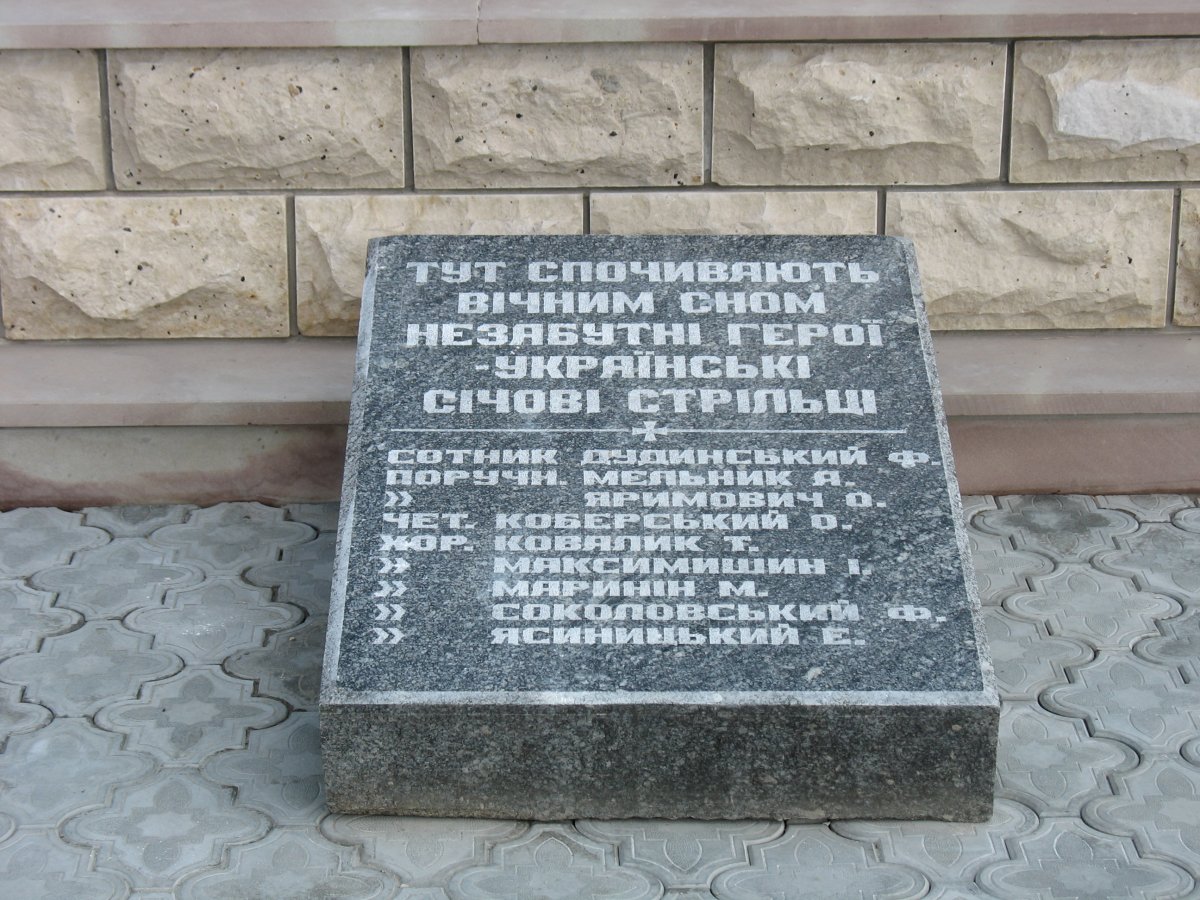 ТУТ СПОЧИВАЮТЬ
ВІЧНИМ СНОМ
НЕЗАБУТНІ ГЕРОЇ
-УКРАЇНСЬКІ
СІЧОВІ СТРІЛЬЦІ
СОТНИК ДУДИНСЬКИЙ Ф.
ПОРУЧН. МЕЛЬНИК А.
» ЯРИМОВИЧ О.
ЧЕТ. КОБЕРСЬКИЙ О.
ХОР. КОВАЛИК Т.
» МАКСИМИШИН І.
» МАРИНІН М.
» СОКОЛОВСЬКИЙ Ф.
» ЯСИНИЦЬКИЙ Е.